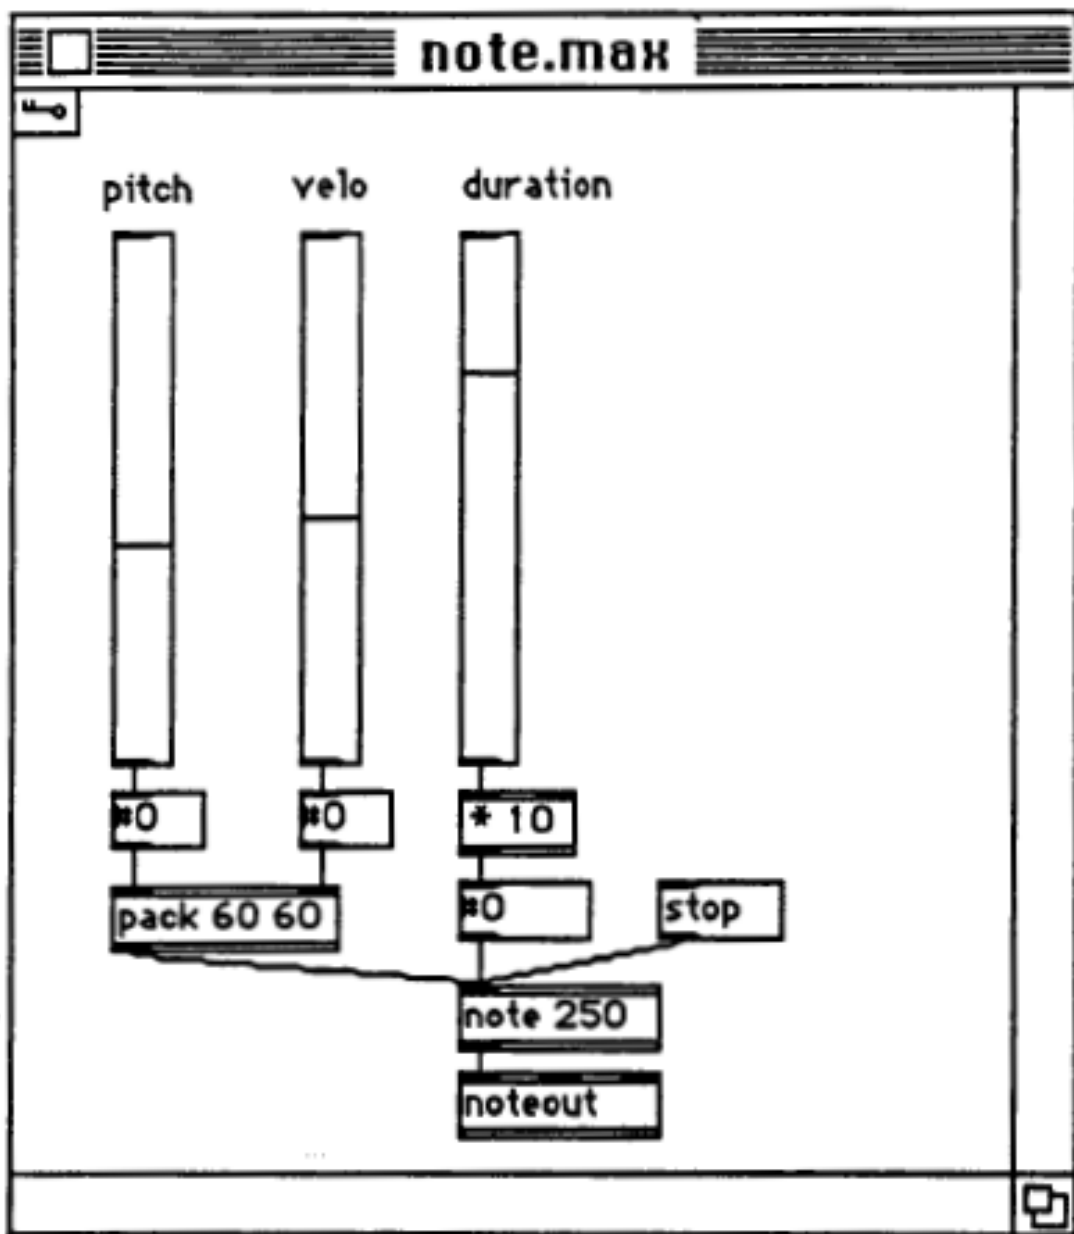 note.max
pitch velo duration
#0 #0 * 10
pack 60 60 #0 stop
note 250
noteout